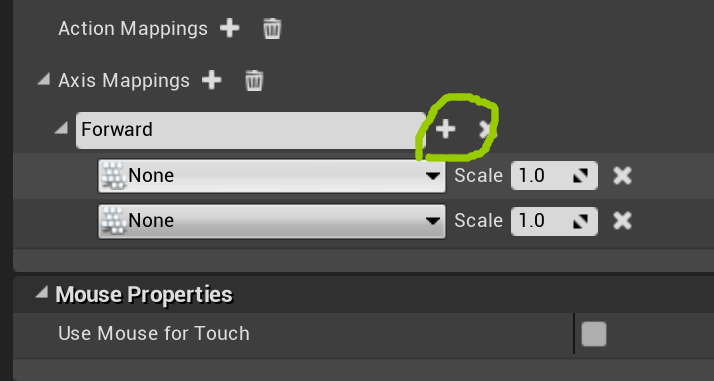 Action Mappings
Axis Mappings
Forward
None Scale 1.0
None Scale 1.0
Mouse Properties
Use Mouse for Touch